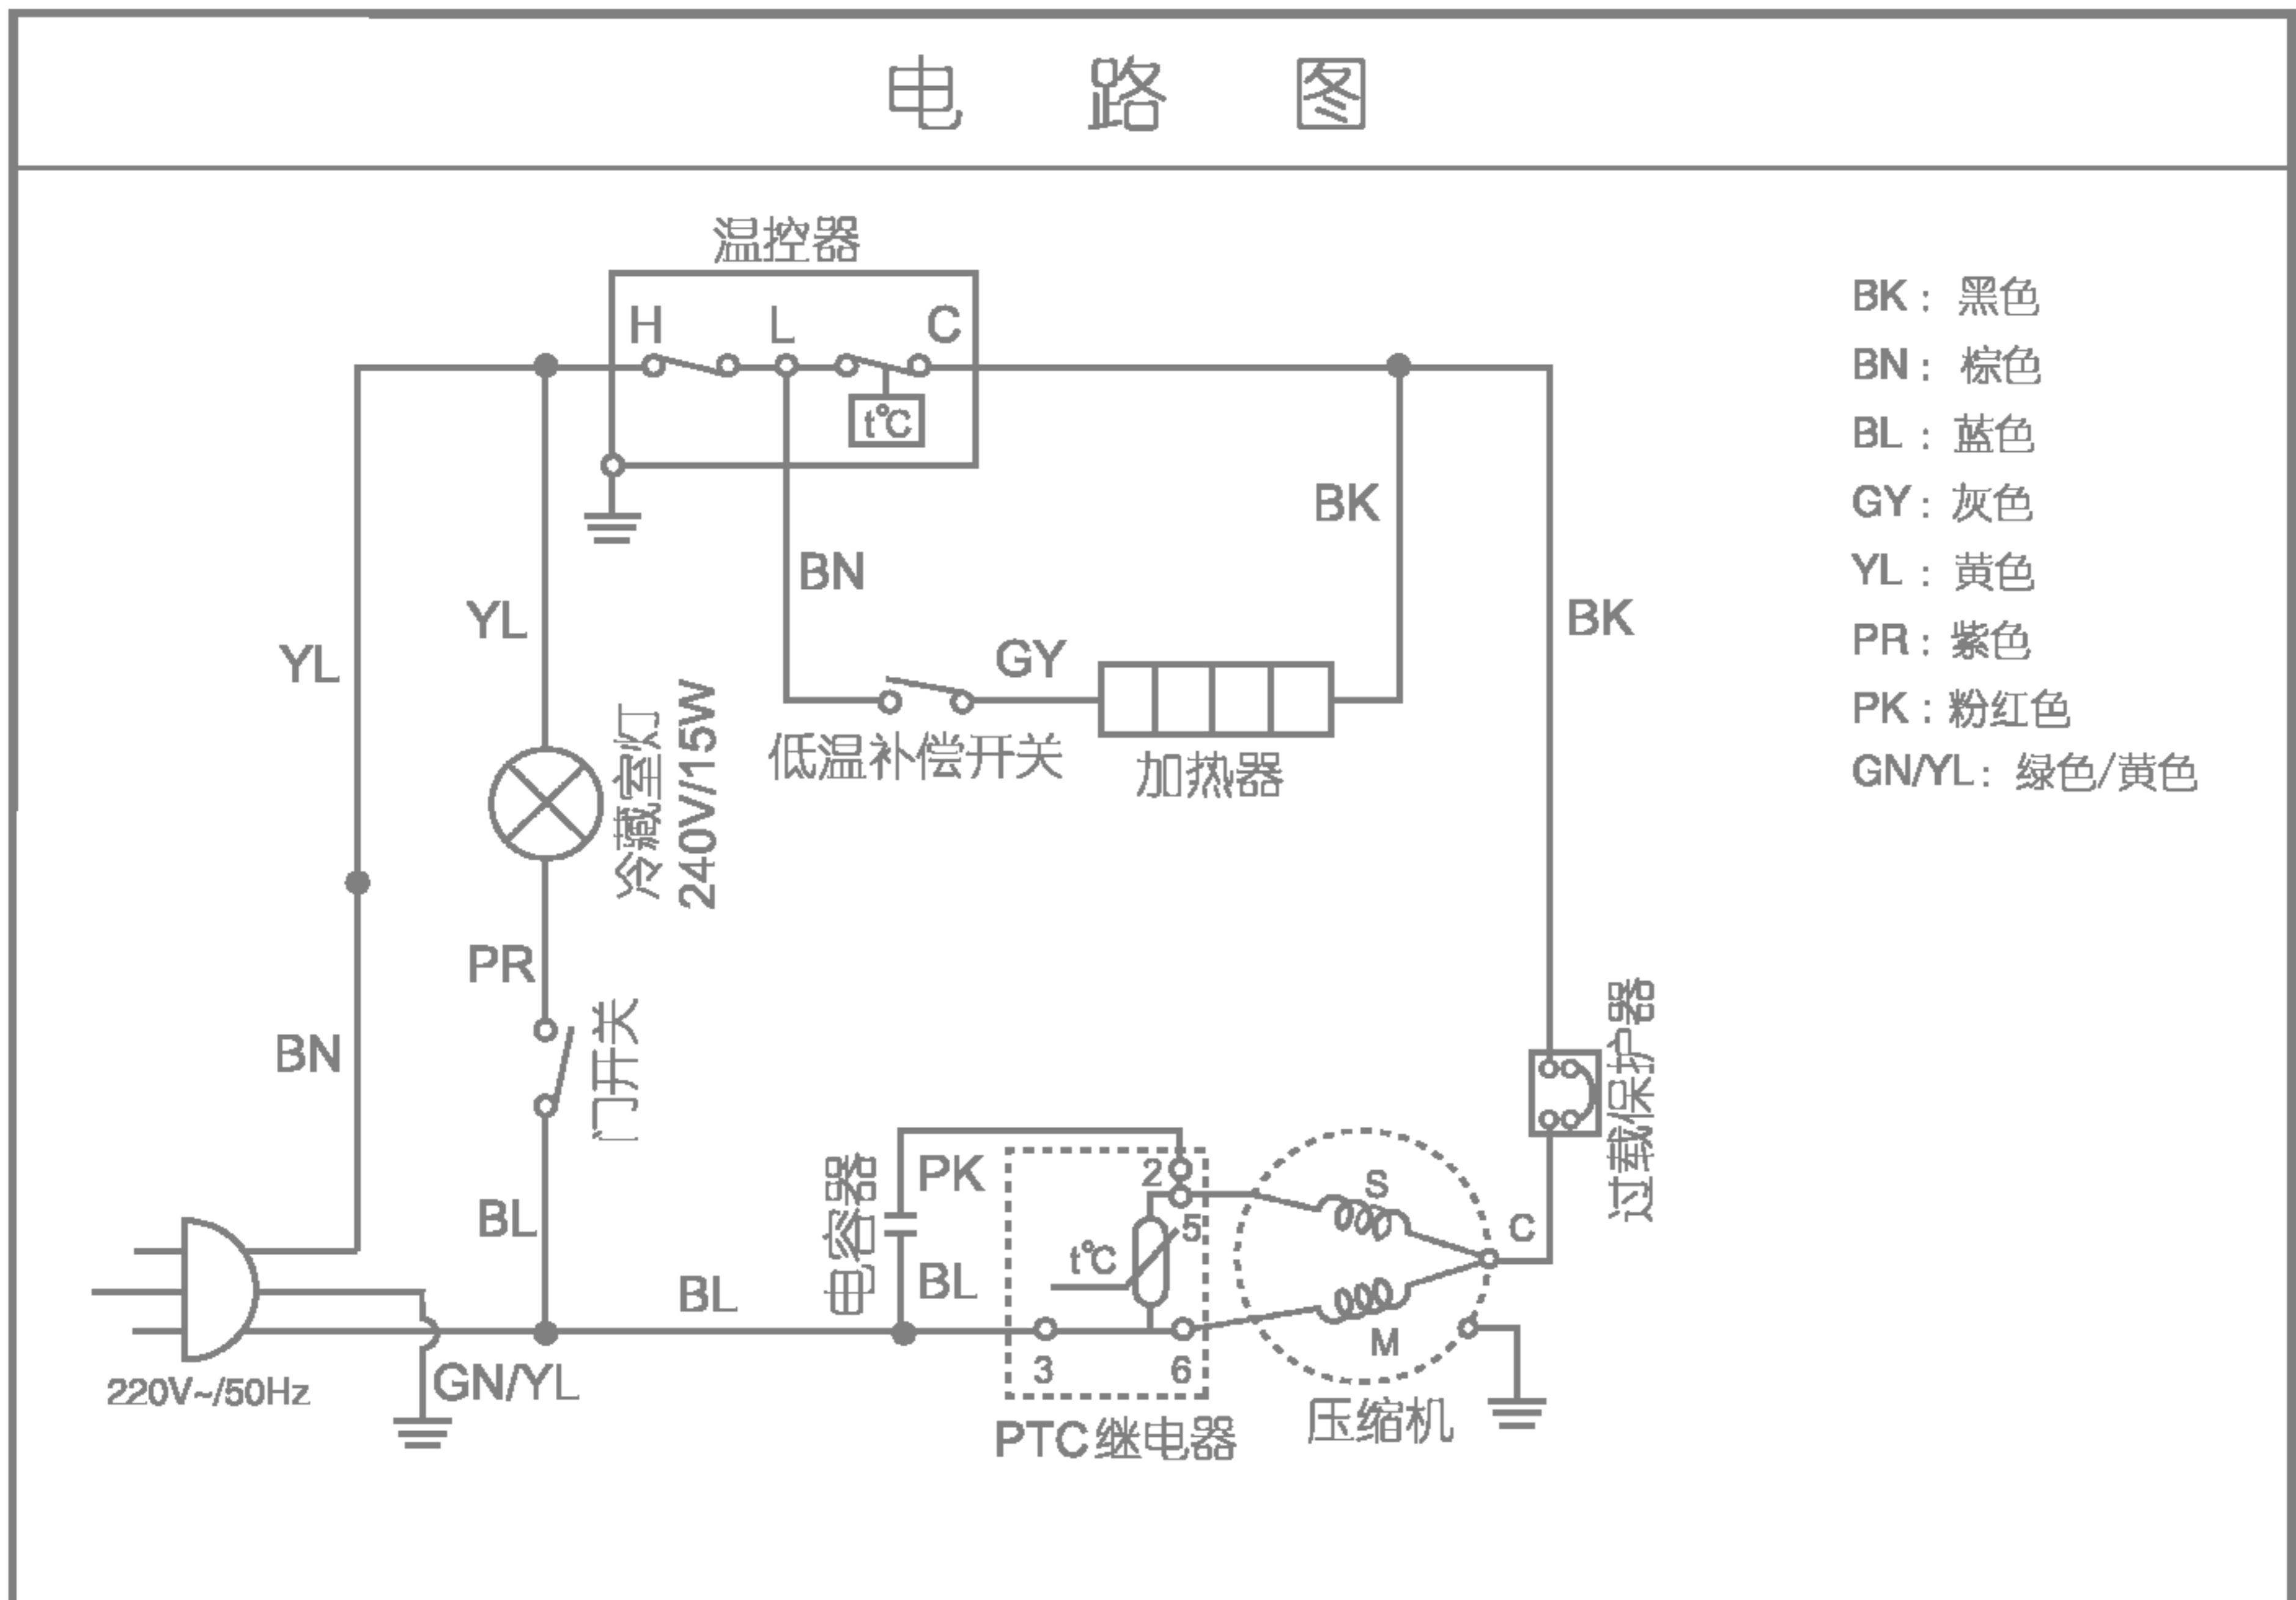 电 路 图
温控器
H L C
t℃
BK：黑色
BN：棕色
BL：蓝色
GY：灰色
YL：黄色
PR：紫色
PK：粉红色
GN/YL：绿色/黄色
BK
BN
YL
YL
BK
GY
低温补偿开关
加热器
冷藏室灯
240V/15W
PR
门开关
BN
过载保护器
电容器
PK
2
S
BL
5
C
t℃
BL
BL
M
3
6
220V~/50Hz
GN/YL
压缩机
PTC继电器